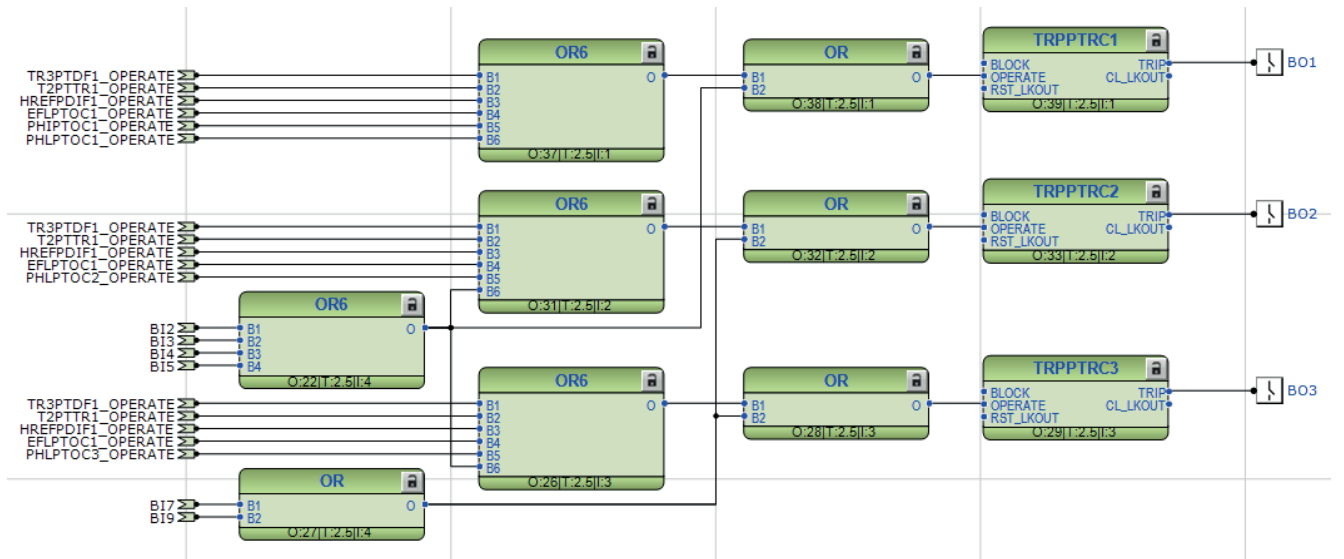 OR6
OR
TRPPTRC1
TR3PTDF1_OPERATE
T2PTTR1_OPERATE
HREFPDIF1_OPERATE
EFLPTOC1_OPERATE
PHIPTOC1_OPERATE
PHLPTOC1_OPERATE
B1
B2
B3
B4
B5
B6
O
O:37|T:2.5|I:1
B1
B2
O
O:38|T:2.5|I:1
BLOCK
OPERATE
RST_LKOUT
TRIP
CL_LKOUT
O:39|T:2.5|I:1
BO1
OR6
OR
TRPPTRC2
TR3PTDF1_OPERATE
T2PTTR1_OPERATE
HREFPDIF1_OPERATE
EFLPTOC1_OPERATE
PHLPTOC2_OPERATE
B1
B2
B3
B4
B5
B6
O
O:31|T:2.5|I:2
B1
B2
O
O:32|T:2.5|I:2
BLOCK
OPERATE
RST_LKOUT
TRIP
CL_LKOUT
O:33|T:2.5|I:2
BO2
OR6
BI2
BI3
BI4
BI5
B1
B2
B3
B4
O
O:22|T:2.5|I:4
OR6
OR
TRPPTRC3
TR3PTDF1_OPERATE
T2PTTR1_OPERATE
HREFPDIF1_OPERATE
EFLPTOC1_OPERATE
PHLPTOC3_OPERATE
B1
B2
B3
B4
B5
B6
O
O:26|T:2.5|I:3
B1
B2
O
O:28|T:2.5|I:3
BLOCK
OPERATE
RST_LKOUT
TRIP
CL_LKOUT
O:29|T:2.5|I:3
BO3
OR
BI7
BI9
B1
B2
O
O:27|T:2.5|I:4